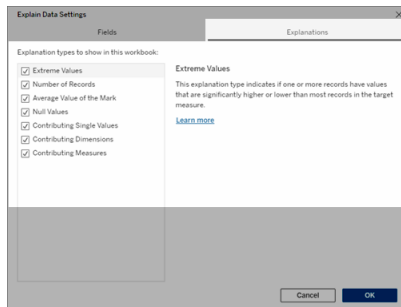 Explain Data Settings
Fields
Explanations
Explanation types to show in this workbook:
Extreme Values
Number of Records
Average Value of the Mark
Null Values
Contributing Single Values
Contributing Dimensions
Contributing Measures
Extreme Values
This explanation type indicates if one or more records have values
that are significantly higher or lower than most records in the target
measure.
Learn more
Cancel
OK